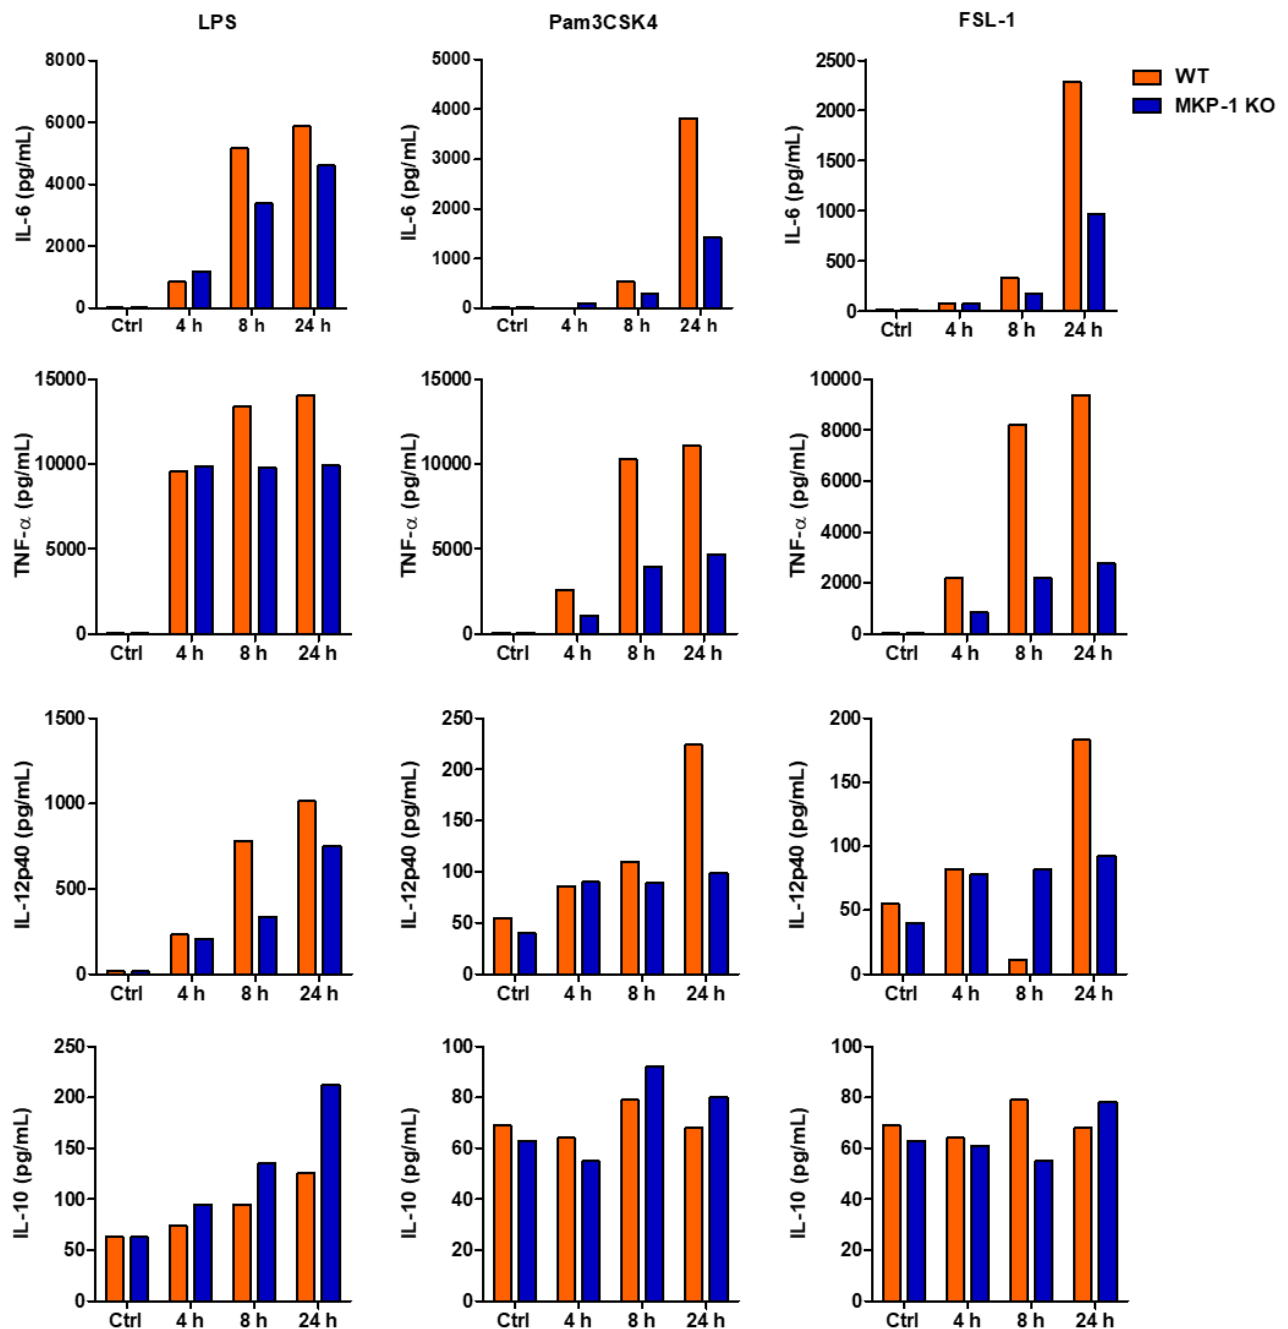 LPS
Pam3CSK4
FSL-1
WT
MKP-1 KO
IL-6 (pg/mL)
8000
6000
4000
2000
0
Ctrl 4 h 8 h 24 h
IL-6 (pg/mL)
5000
4000
3000
2000
1000
0
Ctrl 4 h 8 h 24 h
IL-6 (pg/mL)
2500
2000
1500
1000
500
0
Ctrl 4 h 8 h 24 h
TNF-α (pg/mL)
15000
10000
5000
0
Ctrl 4 h 8 h 24 h
TNF-α (pg/mL)
15000
10000
5000
0
Ctrl 4 h 8 h 24 h
TNF-α (pg/mL)
10000
8000
6000
4000
2000
0
Ctrl 4 h 8 h 24 h
IL-12p40 (pg/mL)
1500
1000
500
0
Ctrl 4 h 8 h 24 h
IL-12p40 (pg/mL)
250
200
150
100
50
0
Ctrl 4 h 8 h 24 h
IL-12p40 (pg/mL)
200
150
100
50
0
Ctrl 4 h 8 h 24 h
IL-10 (pg/mL)
250
200
150
100
50
0
Ctrl 4 h 8 h 24 h
IL-10 (pg/mL)
100
80
60
40
20
0
Ctrl 4 h 8 h 24 h
IL-10 (pg/mL)
100
80
60
40
20
0
Ctrl 4 h 8 h 24 h